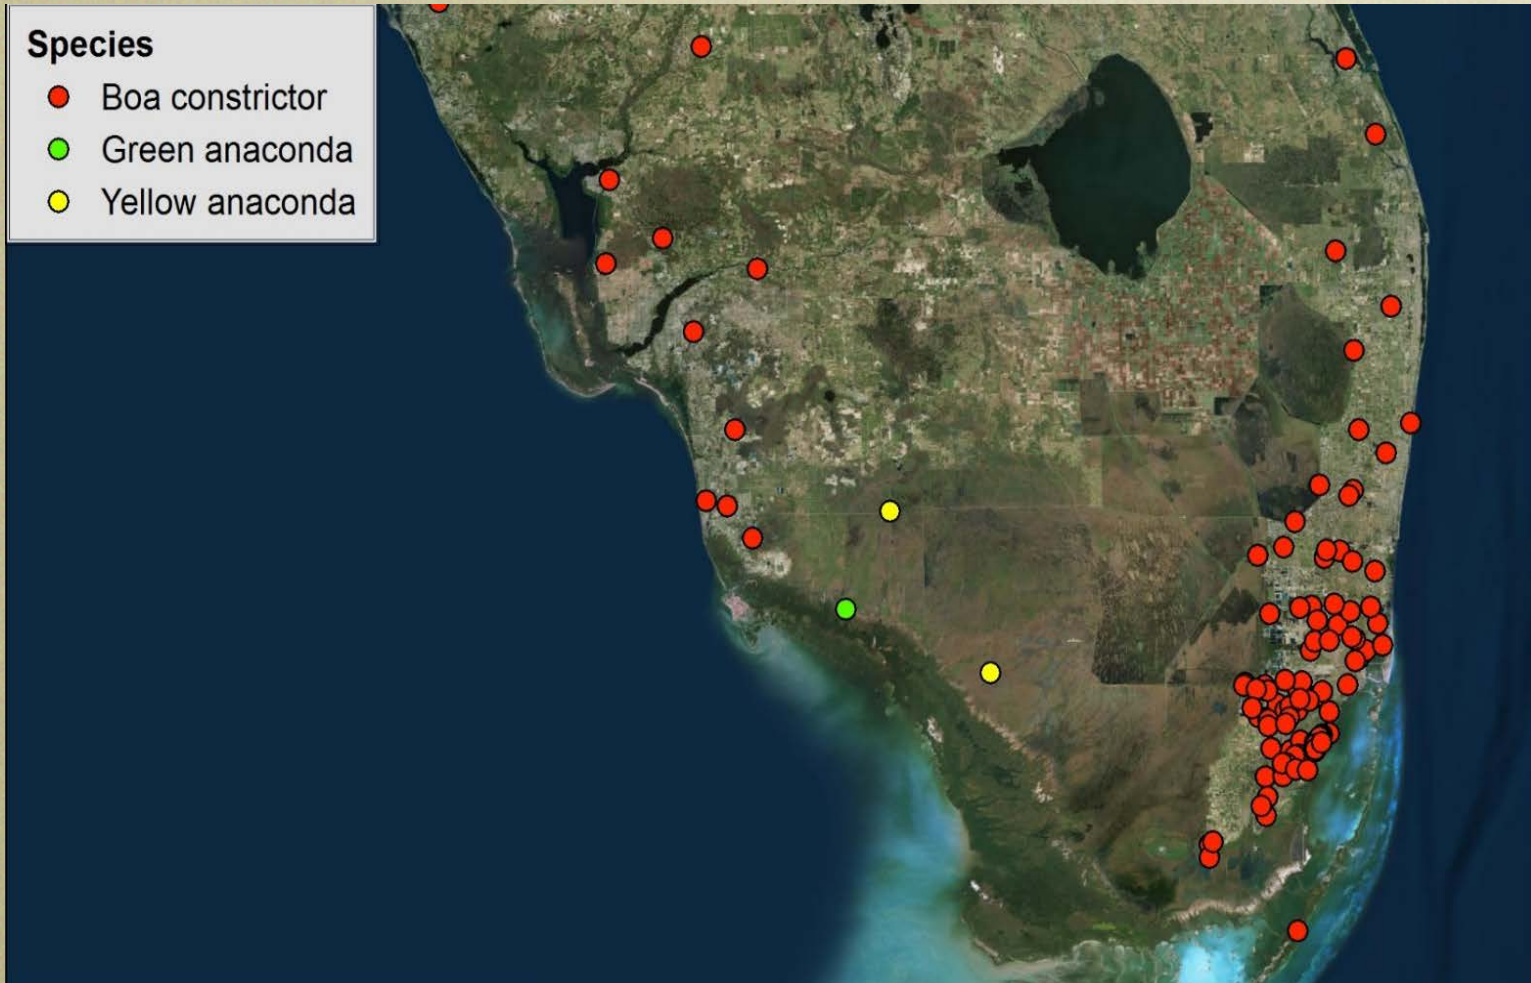 Species
Boa constrictor
Green anaconda
Yellow anaconda